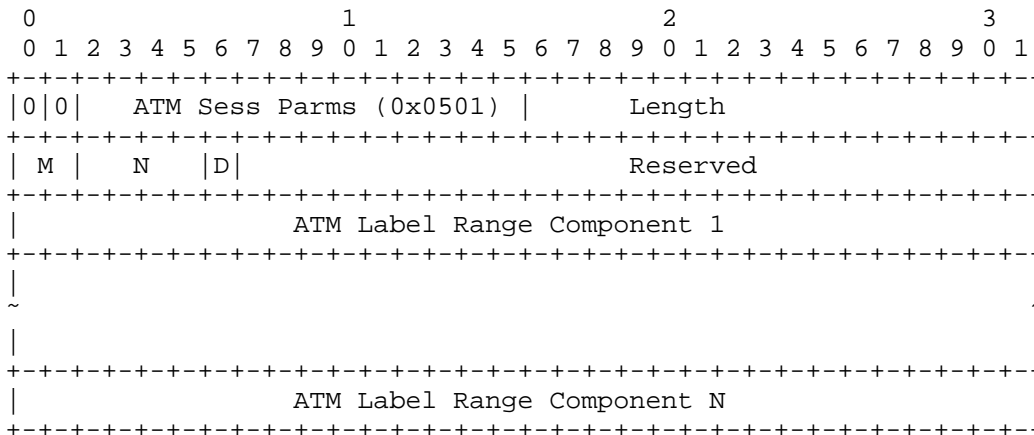 0                   1                   2                   3
 0 1 2 3 4 5 6 7 8 9 0 1 2 3 4 5 6 7 8 9 0 1 2 3 4 5 6 7 8 9 0 1
+-+-+-+-+-+-+-+-+-+-+-+-+-+-+-+-+-+-+-+-+-+-+-+-+-+-+-+-+-+-+-+-
|0|0|   ATM Sess Parms (0x0501) |      Length
+-+-+-+-+-+-+-+-+-+-+-+-+-+-+-+-+-+-+-+-+-+-+-+-+-+-+-+-+-+-+-+-
| M |   N   |D|                        Reserved
+-+-+-+-+-+-+-+-+-+-+-+-+-+-+-+-+-+-+-+-+-+-+-+-+-+-+-+-+-+-+-+-
|                 ATM Label Range Component 1
+-+-+-+-+-+-+-+-+-+-+-+-+-+-+-+-+-+-+-+-+-+-+-+-+-+-+-+-+-+-+-+-
|
~                                                               ~
|
+-+-+-+-+-+-+-+-+-+-+-+-+-+-+-+-+-+-+-+-+-+-+-+-+-+-+-+-+-+-+-+-
|                 ATM Label Range Component N
+-+-+-+-+-+-+-+-+-+-+-+-+-+-+-+-+-+-+-+-+-+-+-+-+-+-+-+-+-+-+-+-